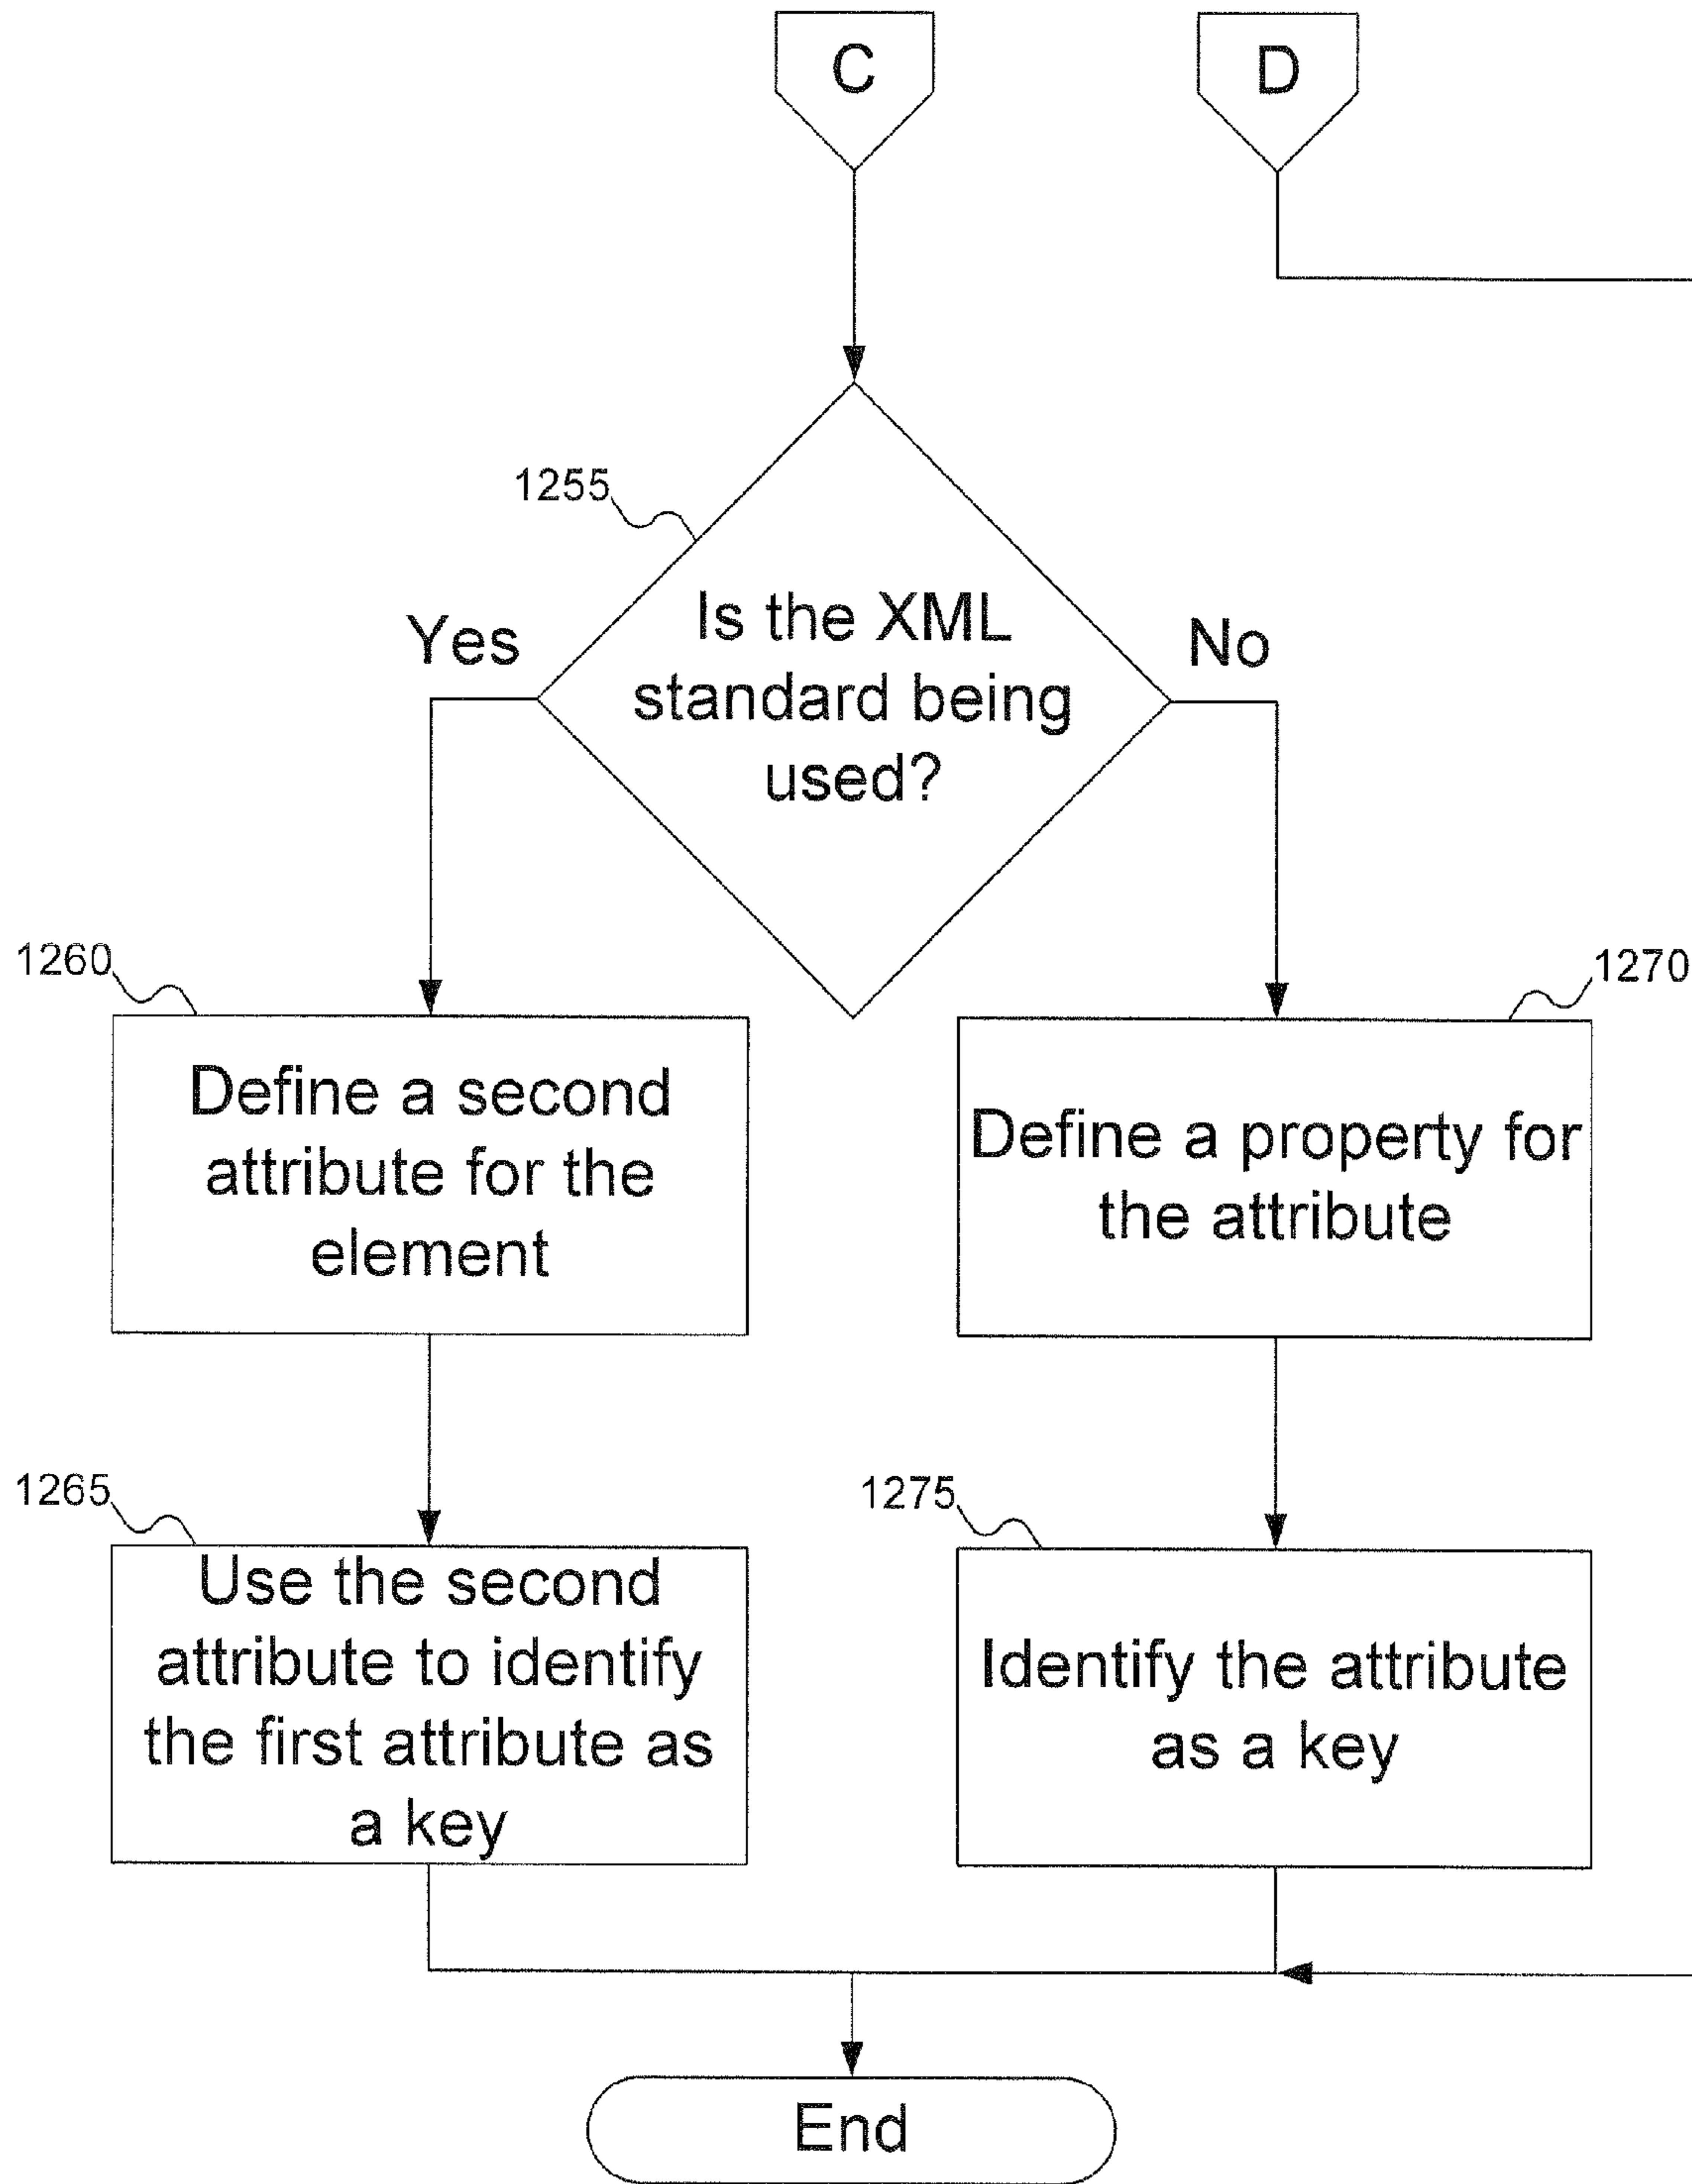 C
D
1255
Is the XML
standard being
used?
Yes
No
1260
1270
Define a second
attribute for the
element
Define a property for
the attribute
1265
1275
Use the second
attribute to identify
the first attribute as
a key
Identify the attribute
as a key
End